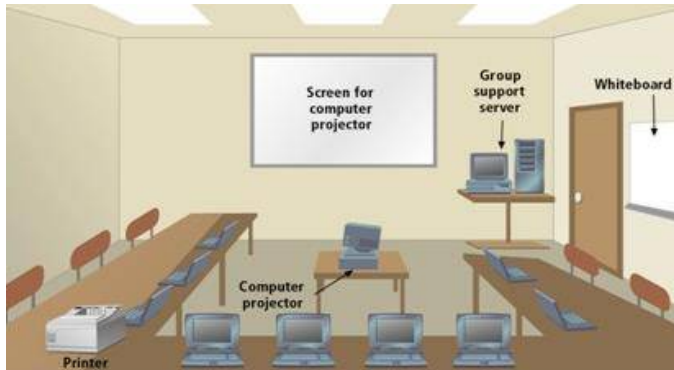 Screen for
computer
projector
Group
support
server
Whiteboard
Computer
projector
Printer